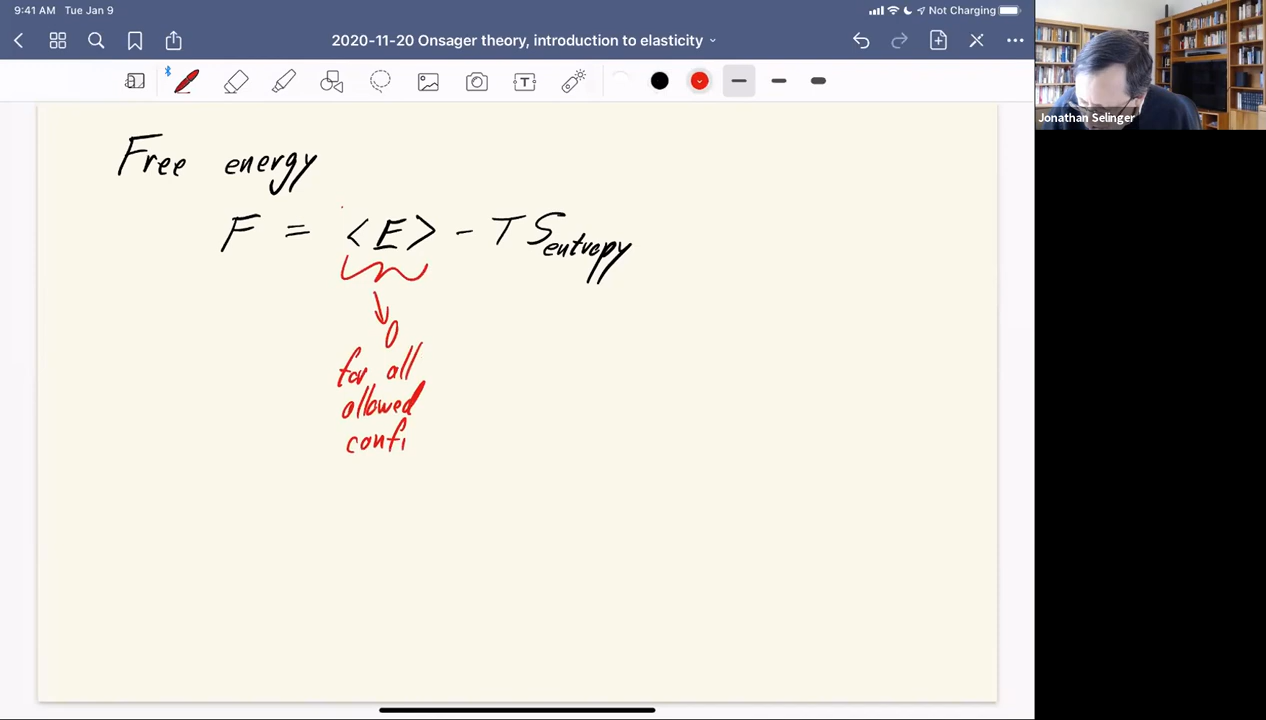 9:41 AM Tue Jan 9
Not Charging
2020-11-20 Onsager theory, introduction to elasticity
T
Jonathan Selinger
Free energy
F = <E> - T S entropy
0
for all
allowed
confi